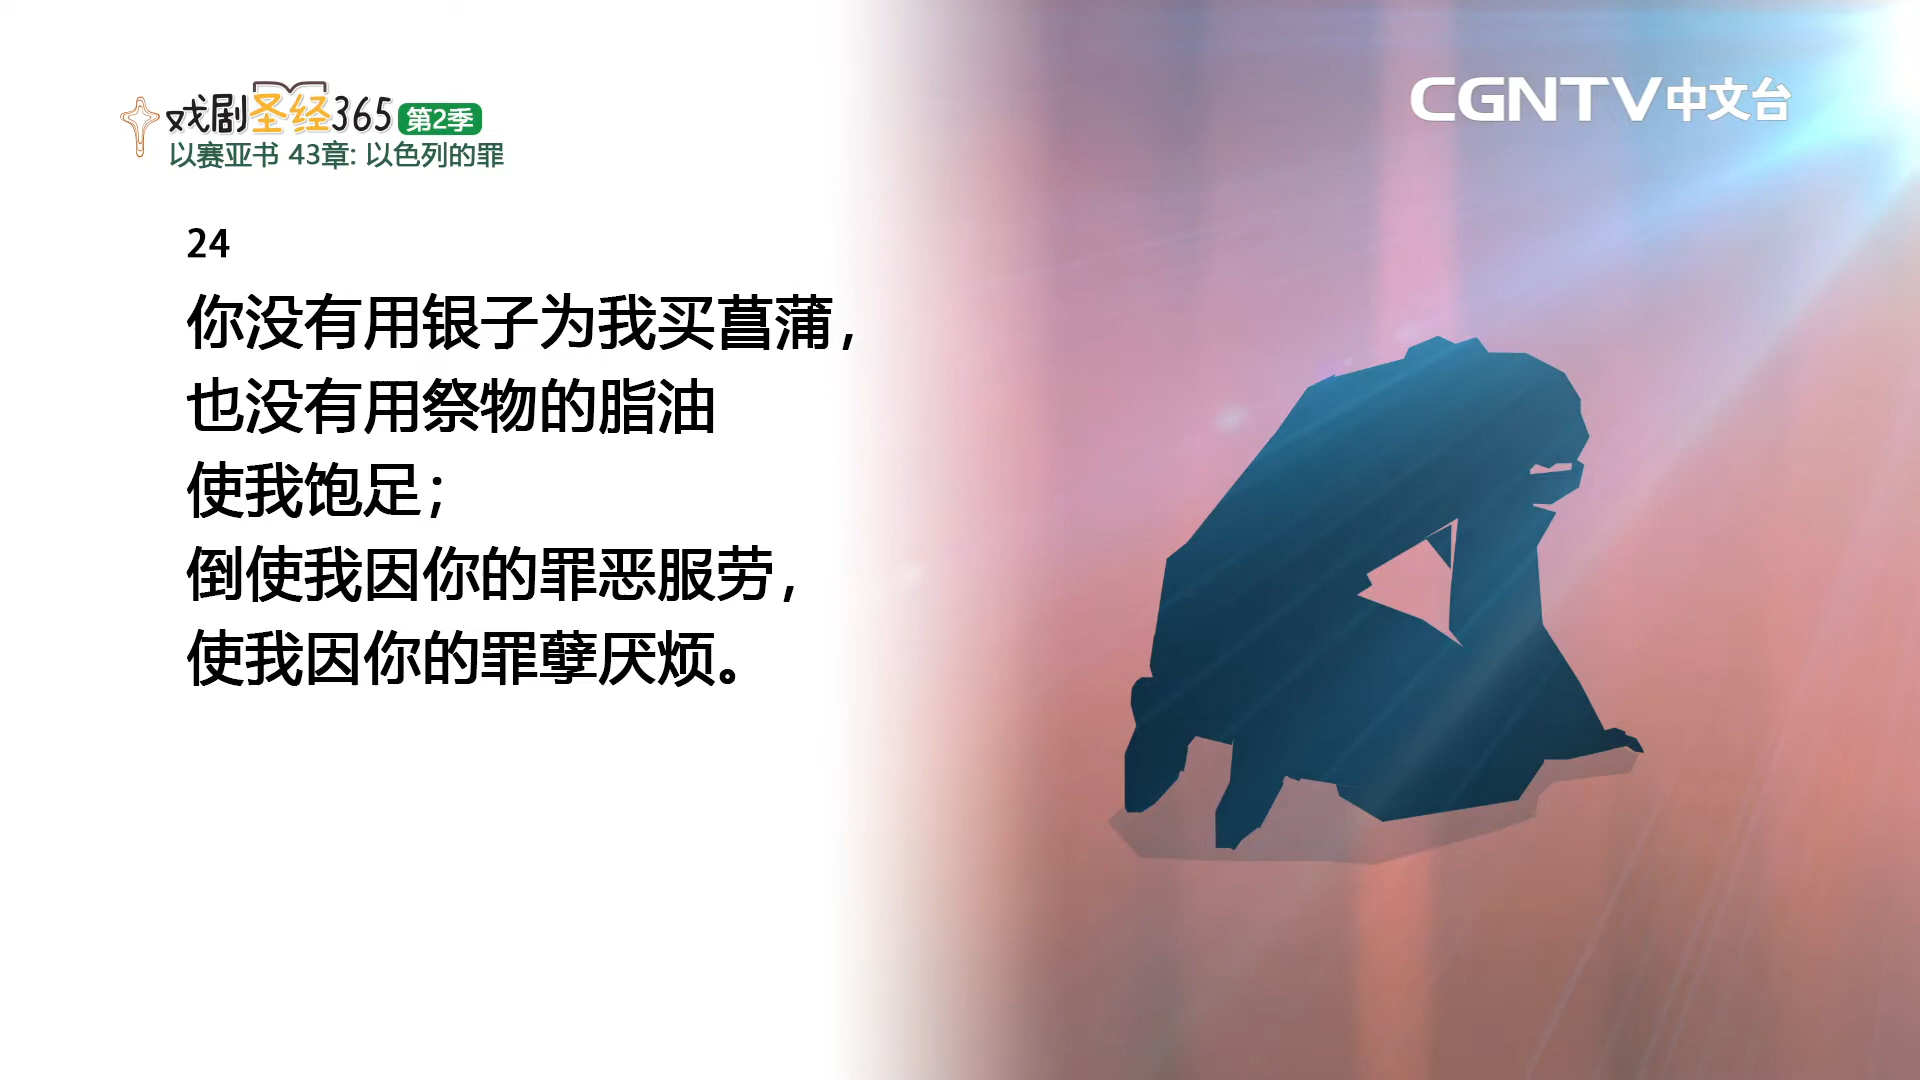 戏剧圣经365 第2季
以赛亚书 43章: 以色列的罪
CGNTV中文台
24
你没有用银子为我买菖蒲，
也没有用祭物的脂油
使我饱足；
倒使我因你的罪恶服劳，
使我因你的罪孽厌烦。